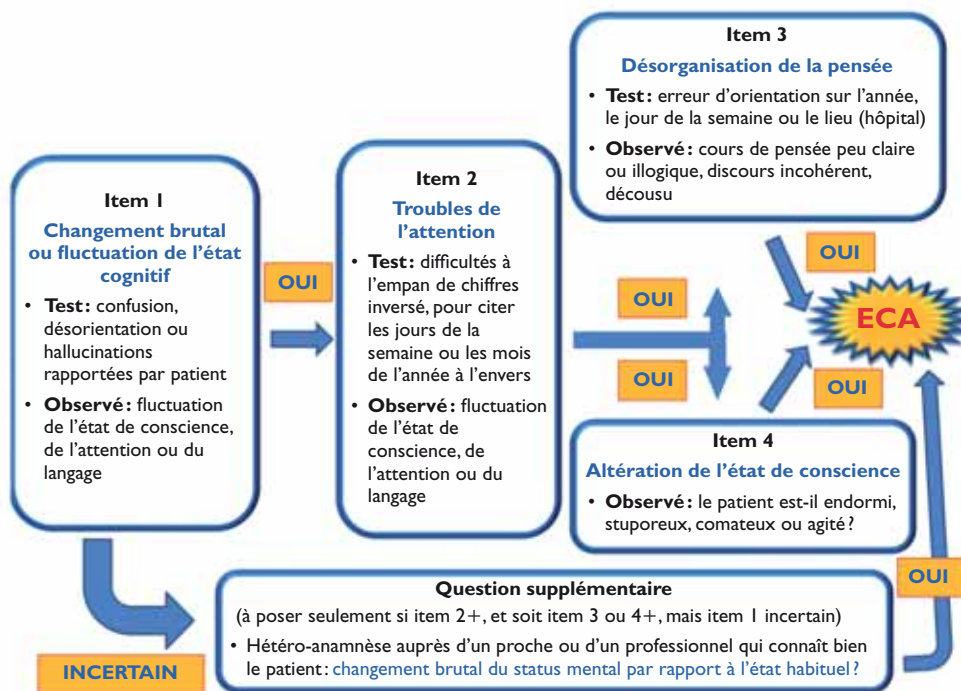 Item 1
Changement brutal
ou fluctuation de l'état
cognitif
• Test : confusion,
désorientation ou
hallucinations
rapportées par patient
• Observé : fluctuation
de l'état de conscience,
de l'attention ou du
langage
OUI
Item 2
Troubles de
l'attention
• Test : difficultés à
l'empan de chiffres
inversé, pour citer
les jours de la
semaine ou les mois
de l'année à l'envers
• Observé : fluctuation
de l'état de
conscience, de
l'attention ou du
langage
OUI
OUI
Item 3
Désorganisation de la pensée
• Test : erreur d'orientation sur l'année,
le jour de la semaine ou le lieu (hôpital)
• Observé : cours de pensée peu claire
ou illogique, discours incohérent,
décousu
OUI
ECA
OUI
Item 4
Altération de l'état de conscience
• Observé : le patient est-il endormi,
stuporeux, comateux ou agité ?
INCERTAIN
Question supplémentaire
(à poser seulement si item 2+, et soit item 3 ou 4+, mais item 1 incertain)
• Hétéro-anamnèse auprès d'un proche ou d'un professionnel qui connaît bien
le patient : changement brutal du status mental par rapport à l'état habituel ?
OUI